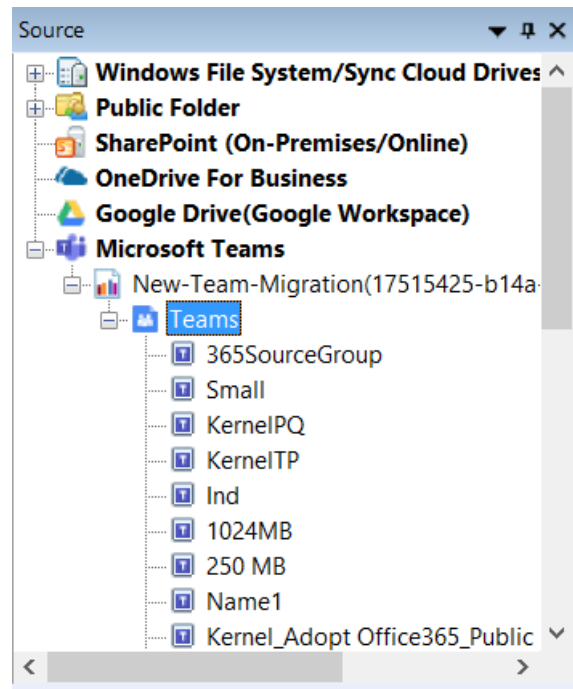 Source
Windows File System/Sync Cloud Drives
Public Folder
SharePoint (On-Premises/Online)
OneDrive For Business
Google Drive(Google Workspace)
Microsoft Teams
New-Team-Migration(17515425-b14a-
Teams
365SourceGroup
Small
KernelPQ
KernelTP
Ind
1024MB
250 MB
Name1
Kernel_Adopt Office365_Public